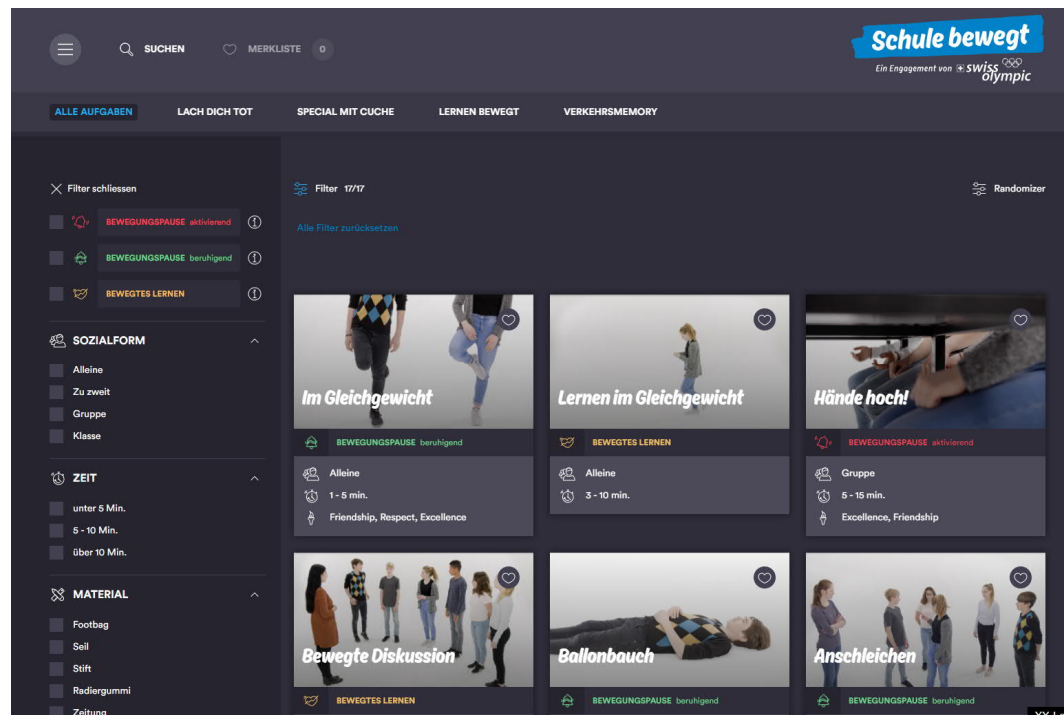 SUCHEN
MERKLISTE 0
Schule bewegt
Ein Engagement von swiss olympic
ALLE AUFGABEN
LACH DICH TOT
SPECIAL MIT CUCHE
LERNEN BEWEGT
VERKEHRSMEMORY
Filter schliessen
BEWEGUNGSPAUSE aktivierend
BEWEGUNGSPAUSE beruhigend
BEWEGTES LERNEN
SOZIALFORM
Alleine
Zu zweit
Gruppe
Klasse
ZEIT
unter 5 Min.
5 - 10 Min.
über 10 Min.
MATERIAL
Footbag
Seil
Stift
Radiergummi
Zeitung
Filter 17/17
Randomizer
Alle Filter zurücksetzen
Im Gleichgewicht
BEWEGUNGSPAUSE beruhigend
Alleine
1 - 5 min.
Friendship, Respect, Excellence
Lernen im Gleichgewicht
BEWEGTES LERNEN
Alleine
3 - 10 min.
Hände hoch!
BEWEGUNGSPAUSE aktivierend
Gruppe
5 - 15 min.
Excellence, Friendship
Bewegte Diskussion
BEWEGTES LERNEN
Ballonbauch
BEWEGUNGSPAUSE beruhigend
Anschleichen
BEWEGUNGSPAUSE beruhigend